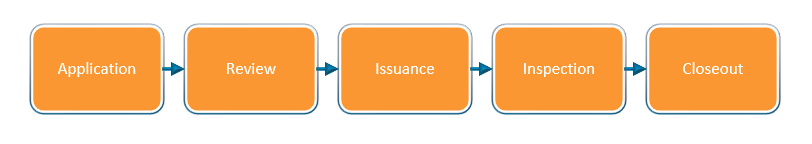 Application
Review
Issuance
Inspection
Closeout